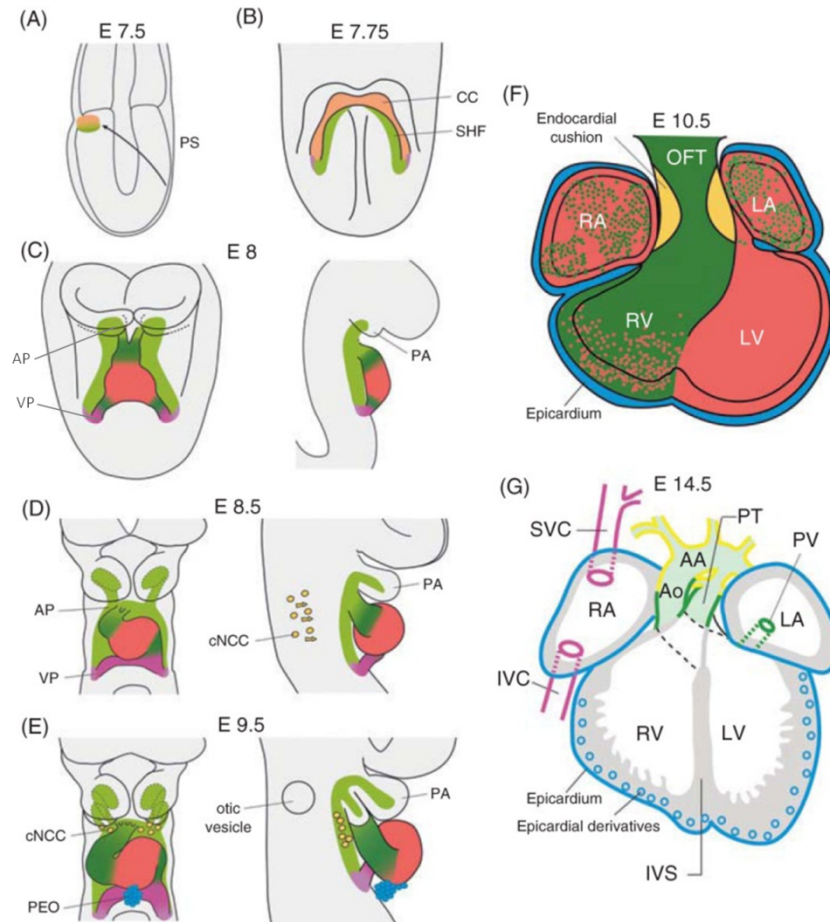 (A)
E 7.5
PS
(B)
E 7.75
CC
SHF
(C)
E 8
AP
VP
PA
(D)
E 8.5
AP
VP
cNCC
PA
(E)
E 9.5
cNCC
PEO
otic
vesicle
PA
(F)
E 10.5
Endocardial
cushion
OFT
RA
LA
RV
LV
Epicardium
(G)
E 14.5
SVC
PT
PV
AA
Ao
RA
LA
IVC
RV
LV
Epicardium
Epicardial derivatives
IVS